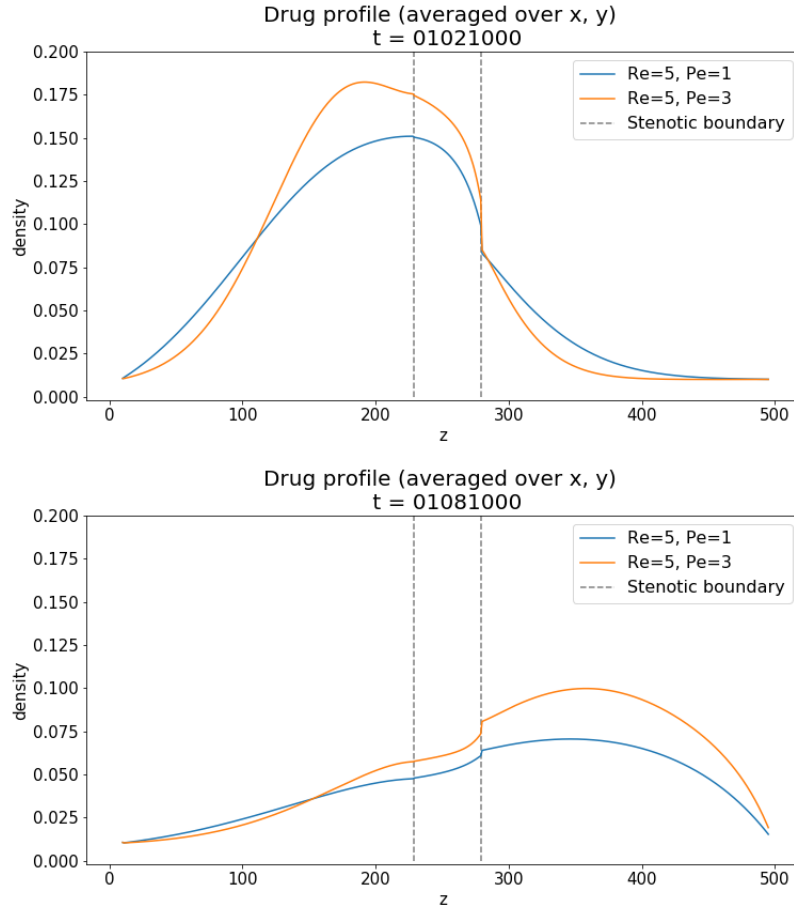 Drug profile (averaged over x, y)
t = 01021000
0.200
0.175
0.150
0.125
0.100
0.075
0.050
0.025
0.000
density
Re=5, Pe=1
Re=5, Pe=3
Stenotic boundary
0 100 200 300 400 500
z
Drug profile (averaged over x, y)
t = 01081000
0.200
0.175
0.150
0.125
0.100
0.075
0.050
0.025
0.000
density
Re=5, Pe=1
Re=5, Pe=3
Stenotic boundary
0 100 200 300 400 500
z